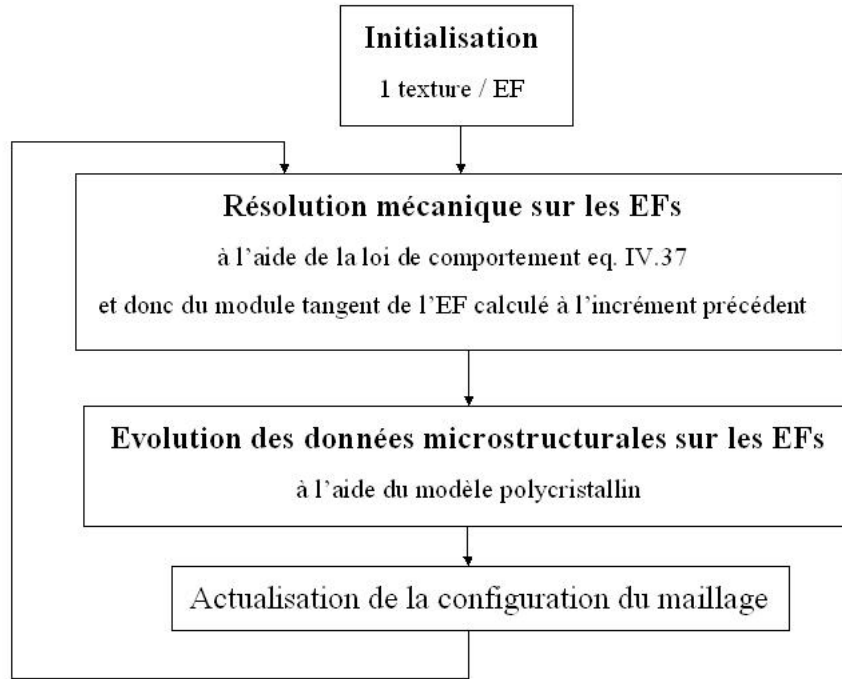 Initialisation
1 texture / EF
Résolution mécanique sur les EFs
à l’aide de la loi de comportement eq. IV.37
et donc du module tangent de l’EF calculé à l’incrément précédent
Evolution des données microstructurales sur les EFs
à l’aide du modèle polycristallin
Actualisation de la configuration du maillage